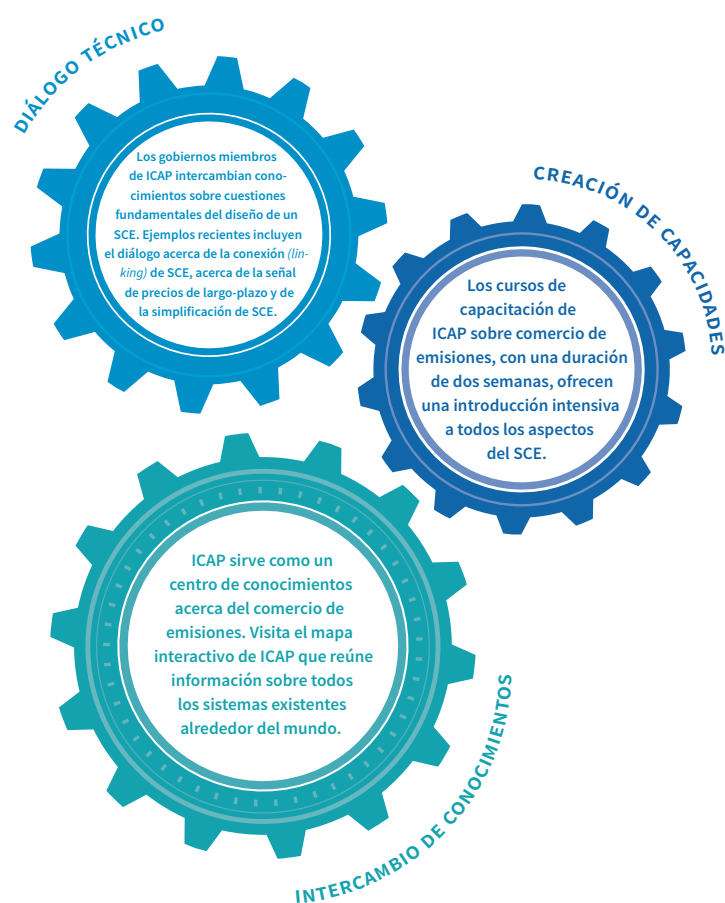 DIÁLOGO TÉCNICO
Los gobiernos miembros
de ICAP intercambian cono-
cimientos sobre cuestiones
fundamentales del diseño de un
SCE. Ejemplos recientes incluyen
el diálogo acerca de la conexión (lin-
king) de SCE, acerca de la señal
de precios de largo-plazo y de
la simplificación de SCE.
CREACIÓN DE CAPACIDADES
Los cursos de
capacitación de
ICAP sobre comercio de
emisiones, con una duración
de dos semanas, ofrecen
una introducción intensiva
a todos los aspectos
del SCE.
ICAP sirve como un
centro de conocimientos
acerca del comercio de
emisiones. Visita el mapa
interactivo de ICAP que reúne
información sobre todos
los sistemas existentes
alrededor del mundo.
INTERCAMBIO DE CONOCIMIENTOS